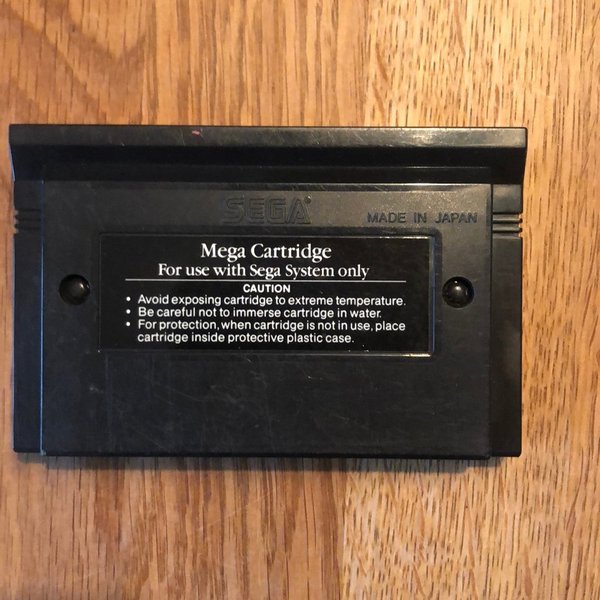 SEGA®
MADE IN JAPAN
Mega Cartridge
For use with Sega System only
CAUTION
• Avoid exposing cartridge to extreme temperature.
• Be careful not to immerse cartridge in water.
• For protection, when cartridge is not in use, place
cartridge inside protective plastic case.